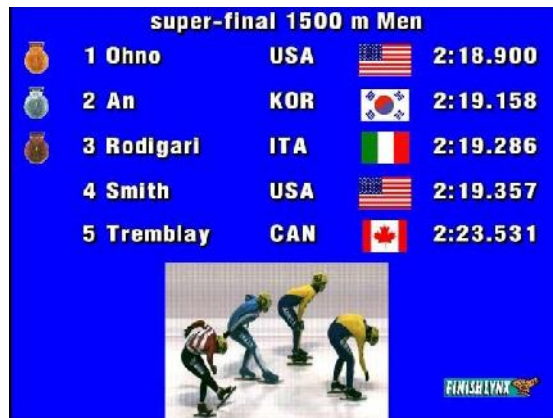 super-final 1500 m Men
1 Ohno USA 2:18.900
2 An KOR 2:19.158
3 Rodigari ITA 2:19.286
4 Smith USA 2:19.357
5 Tremblay CAN 2:23.531
FINISHLYNX